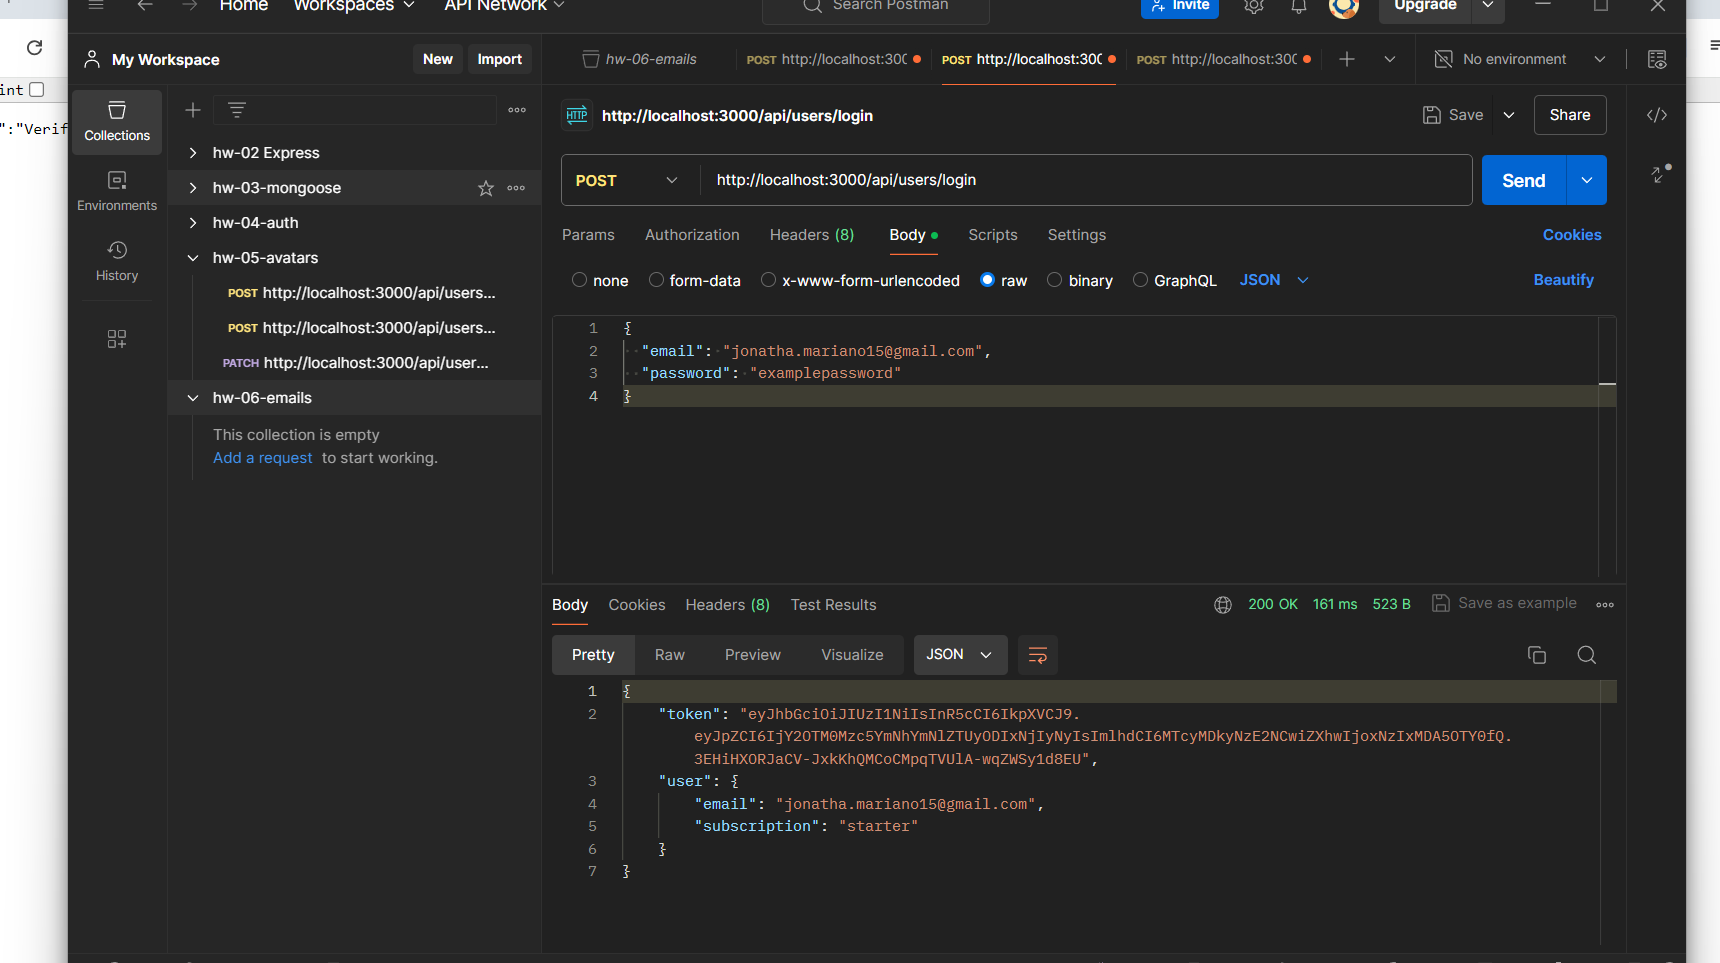 Home
Workspaces
API Network
Search Postman
Invite
Upgrade
My Workspace
New
Import
hw-06-emails
POST http://localhost:300
POST http://localhost:300
POST http://localhost:300
No environment
int
":"Verif
Collections
Environments
History
hw-02 Express
hw-03-mongoose
hw-04-auth
hw-05-avatars
POST http://localhost:3000/api/users...
POST http://localhost:3000/api/users...
PATCH http://localhost:3000/api/user...
hw-06-emails
This collection is empty
Add a request to start working.
HTTP http://localhost:3000/api/users/login
Save
Share
POST
http://localhost:3000/api/users/login
Send
Params
Authorization
Headers (8)
Body
Scripts
Settings
Cookies
none
form-data
x-www-form-urlencoded
raw
binary
GraphQL
JSON
Beautify
1 {
2 "email": "jonatha.mariano15@gmail.com",
3 "password": "examplepassword"
4 }
Body
Cookies
Headers (8)
Test Results
200 OK
161 ms
523 B
Save as example
Pretty
Raw
Preview
Visualize
JSON
1 {
2 "token": "eyJhbGciOiJIUzI1NiIsInR5cCI6IkpXVCJ9.
eyJpZCI6IjY2OTM0Mzc5YmNhYmNlZTUyODIxNjIyNyIsImlhdCI6MTcyMDkyNzE2NCwiZXhwIjoxNzIxMDA5OTY0fQ.
3EHiHXORJaCV-JxkKhQMCoCMpqTVUlA-wqZWSy1d8EU",
3 "user": {
4 "email": "jonatha.mariano15@gmail.com",
5 "subscription": "starter"
6 }
7 }